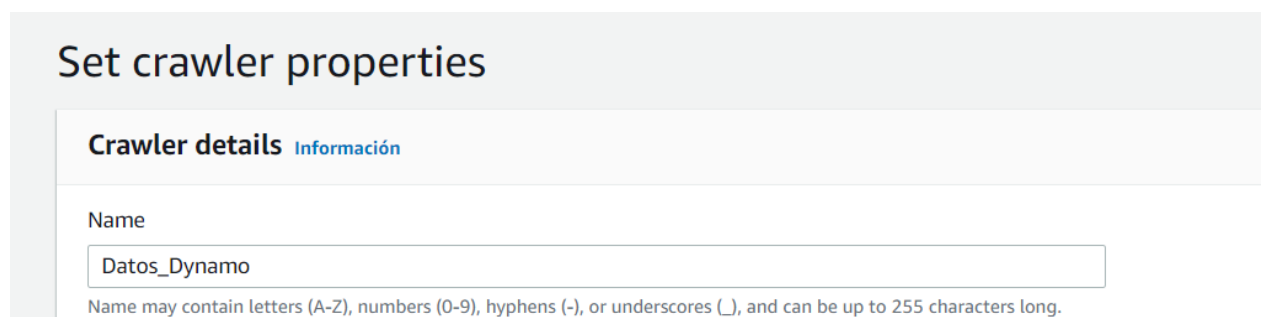 Set crawler properties
Crawler details Información
Name
Datos_Dynamo
Name may contain letters (A-Z), numbers (0-9), hyphens (-), or underscores (_), and can be up to 255 characters long.